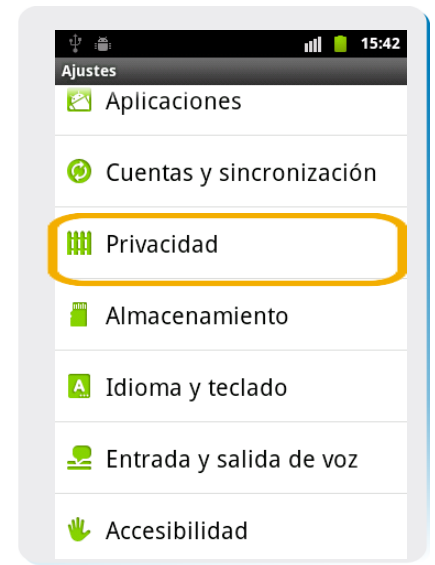 15:42
Ajustes
Aplicaciones
Cuentas y sincronización
Privacidad
Almacenamiento
A
Idioma y teclado
Entrada y salida de voz
Accesibilidad